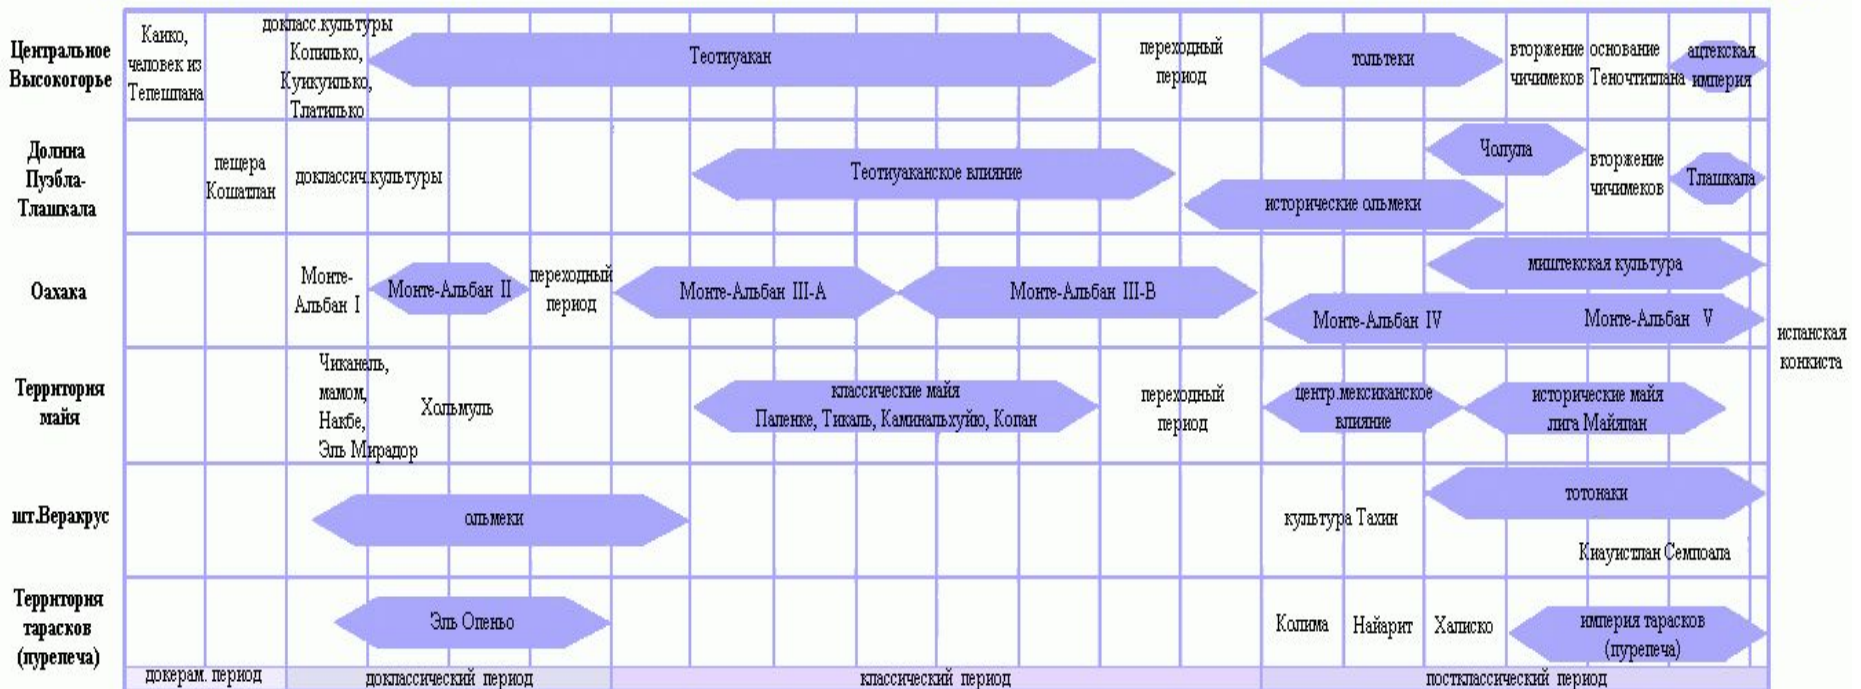 Центральное
Высокогорье
Каико,
человек из
Тепешпана
докласс.культуры
Копилько,
Куикуилько,
Тлатилько
Теотиуакан
переходный
период
тольтеки
вторжение
чичимеков
основание
Теночтитлана
ацтекская
империя
Долина
Пуэбла-
Тлашкала
пещера
Кошатлан
доклассич.культуры
Теотиуаканское влияние
исторические ольмеки
Чолула
вторжение
чичимеков
Тлашкала
Оахака
Монте-
Альбан I
Монте-Альбан II
переходный
период
Монте-Альбан III-A
Монте-Альбан III-B
миштекская культура
Монте-Альбан IV
Монте-Альбан V
испанская
конкиста
Территория
майя
Чиканель,
мамом,
Накбе,
Эль Мирадор
Хольмуль
классические майя
Паленке, Тикаль, Каминальхуйю, Копан
переходный
период
центр.мексиканское
влияние
исторические майя
лига Майяпан
шт.Веракрус
ольмеки
культура Тахин
тотонаки
Киауистлан Семпоала
Территория
тарасков
(пурепеча)
Эль Опеньо
Колима
Найарит
Халиско
империя тарасков
(пурепеча)
докерам. период
доклассический период
классический период
постклассический период